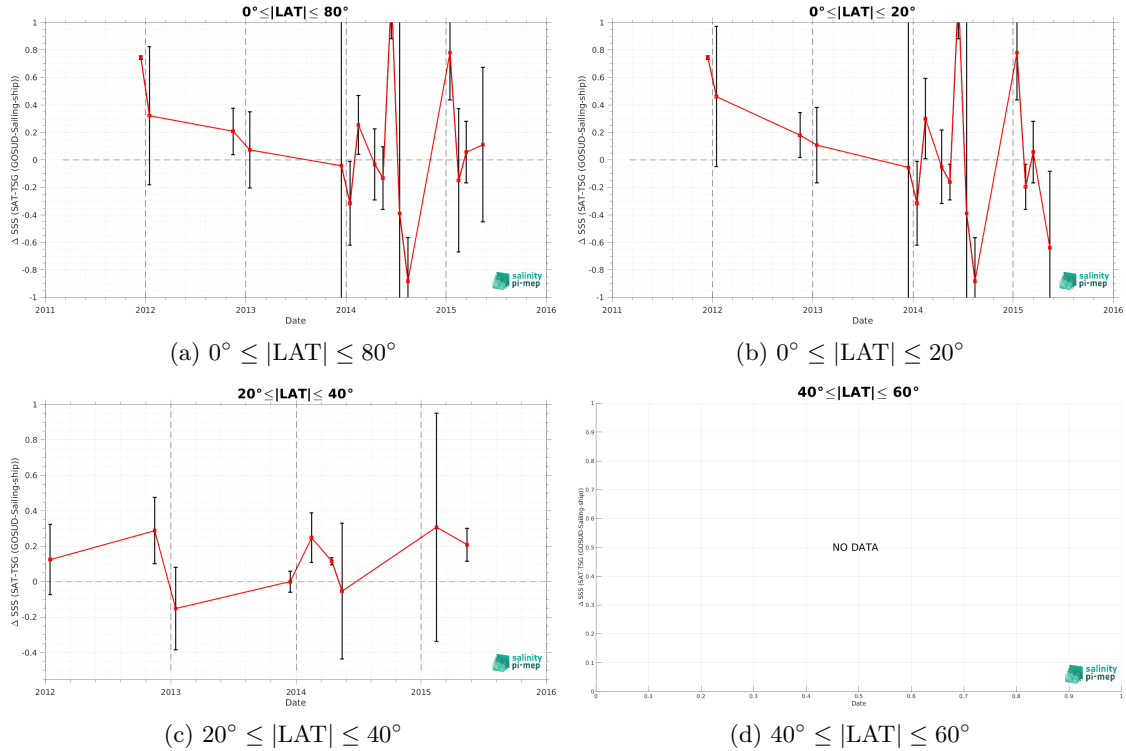 0°≤|LAT|≤ 80°
Δ SSS (SAT-TSG (GOSUD-Sailing-ship))
1
0.8
0.6
0.4
0.2
0
-0.2
-0.4
-0.6
-0.8
-1
2011 2012 2013 2014 2015 2016
Date
salinity
pi-mep
(a) 0° ≤ |LAT| ≤ 80°
0°≤|LAT|≤ 20°
Δ SSS (SAT-TSG (GOSUD-Sailing-ship))
1
0.8
0.6
0.4
0.2
0
-0.2
-0.4
-0.6
-0.8
-1
2011 2012 2013 2014 2015 2016
Date
salinity
pi-mep
(b) 0° ≤ |LAT| ≤ 20°
20°≤|LAT|≤ 40°
Δ SSS (SAT-TSG (GOSUD-Sailing-ship))
1
0.8
0.6
0.4
0.2
0
-0.2
-0.4
2012 2013 2014 2015 2016
Date
salinity
pi-mep
(c) 20° ≤ |LAT| ≤ 40°
40°≤|LAT|≤ 60°
Δ SSS (SAT-TSG (GOSUD-Sailing-ship))
1
0.9
0.8
0.7
0.6
0.5
0.4
0.3
0.2
0.1
0
NO DATA
0 0.1 0.2 0.3 0.4 0.5 0.6 0.7 0.8 0.9 1
Date
salinity
pi-mep
(d) 40° ≤ |LAT| ≤ 60°